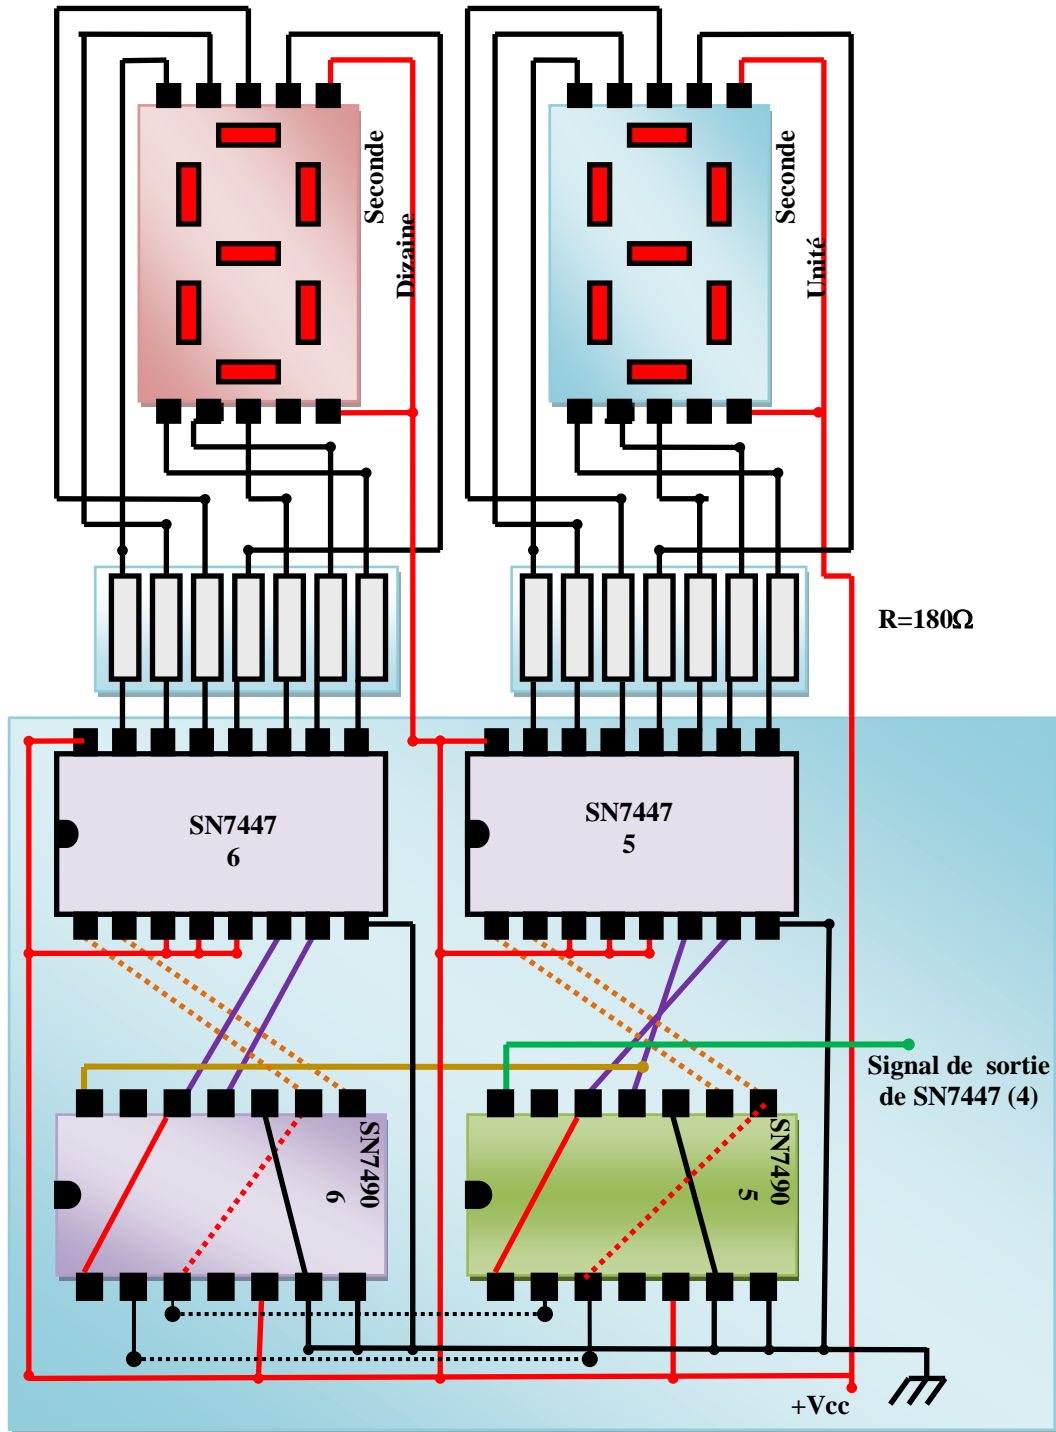 Seconde
Dizaine
Seconde
Unité
R=180Ω
SN7447
6
SN7447
5
Signal de sortie
de SN7447 (4)
SN7490
6
SN7490
5
+Vcc